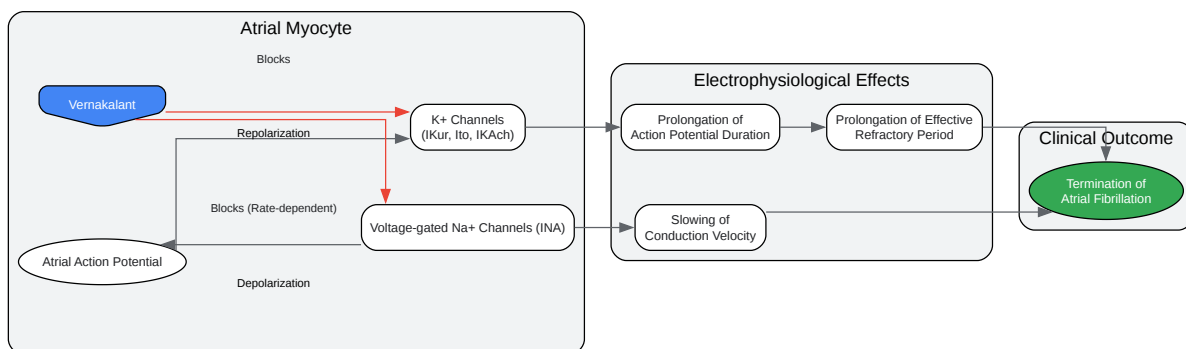 Atrial Myocyte
Blocks
Vernakalant
K+ Channels
(IKur, Ito, IKAch)
Repolarization
Blocks (Rate-dependent)
Voltage-gated Na+ Channels (INA)
Atrial Action Potential
Depolarization
Electrophysiological Effects
Prolongation of
Action Potential Duration
Prolongation of Effective
Refractory Period
Slowing of
Conduction Velocity
Clinical Outcome
Termination of
Atrial Fibrillation